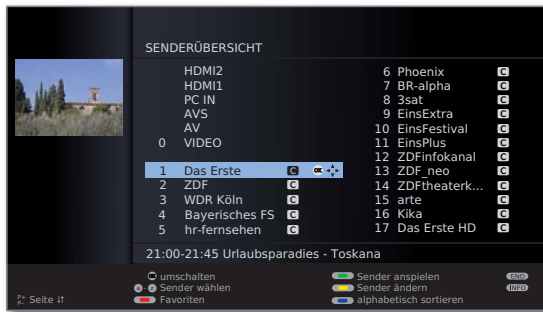 SENDERÜBERSICHT
HDMI2
HDMI1
PC IN
AVS
AV
0 VIDEO
1 Das Erste C OK
2 ZDF C
3 WDR Köln C
4 Bayerisches FS C
5 hr-fernsehen C
6 Phoenix C
7 BR-alpha C
8 3sat C
9 EinsExtra C
10 EinsFestival C
11 EinsPlus C
12 ZDFinfokanal C
13 ZDF_neo C
14 ZDFtheaterk... C
15 arte C
16 Kika C
17 Das Erste HD C
21:00-21:45 Urlaubsparadies - Toskana
OK umschalten
Sender wählen
Favoriten
Sender anspielen END
Sender ändern INFO
alphabetisch sortieren
P+ P- Seite